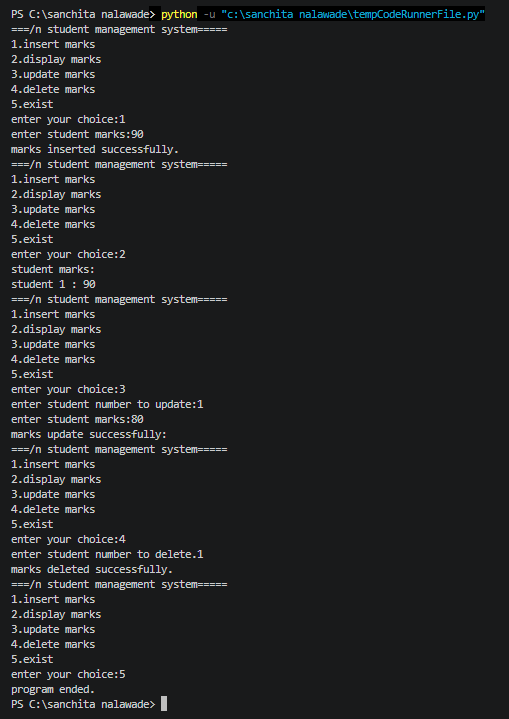 PS C:\sanchita nalawade> python -u "c:\sanchita nalawade\tempCodeRunnerFile.py"
===/n student management system=====
1.insert marks
2.display marks
3.update marks
4.delete marks
5.exist
enter your choice:1
enter student marks:90
marks inserted successfully.
===/n student management system=====
1.insert marks
2.display marks
3.update marks
4.delete marks
5.exist
enter your choice:2
student marks:
student 1 : 90
===/n student management system=====
1.insert marks
2.display marks
3.update marks
4.delete marks
5.exist
enter your choice:3
enter student number to update:1
enter student marks:80
marks update successfully:
===/n student management system=====
1.insert marks
2.display marks
3.update marks
4.delete marks
5.exist
enter your choice:4
enter student number to delete.1
marks deleted successfully.
===/n student management system=====
1.insert marks
2.display marks
3.update marks
4.delete marks
5.exist
enter your choice:5
program ended.
PS C:\sanchita nalawade>